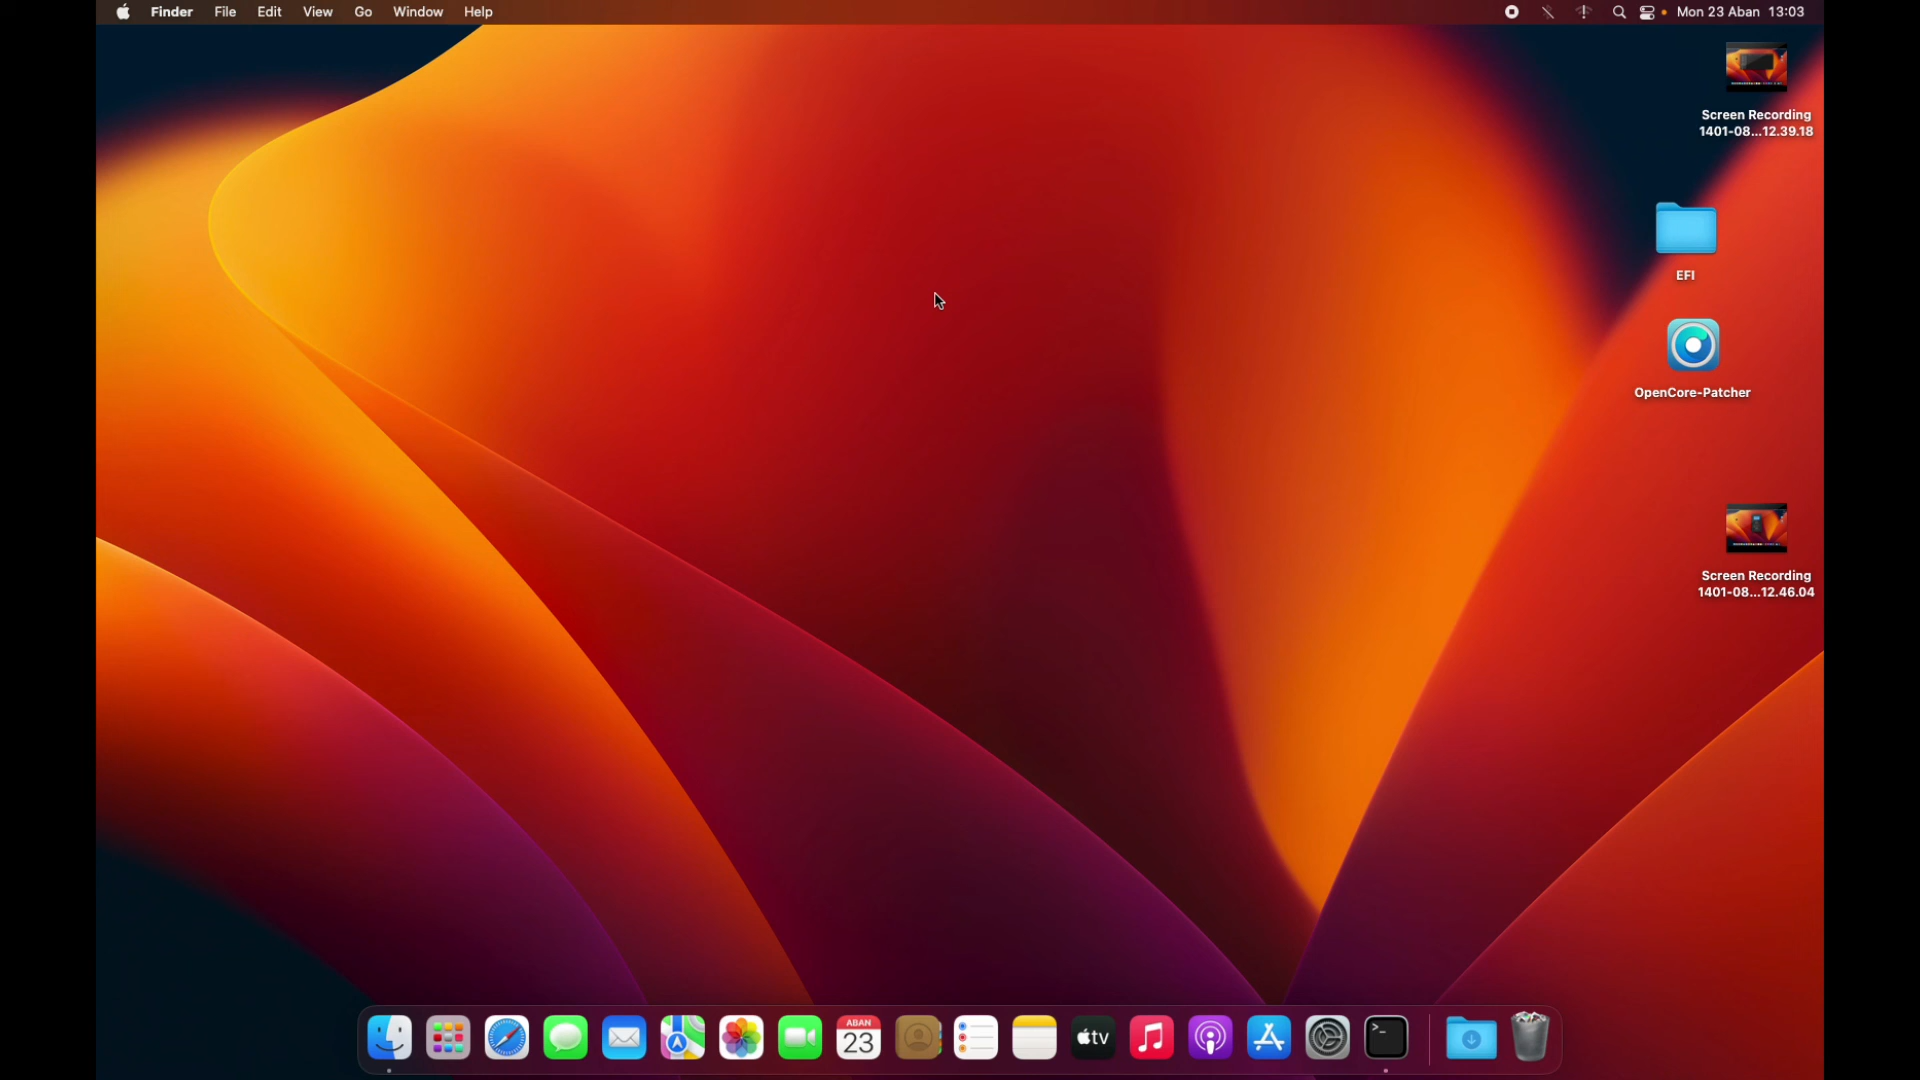 Finder File Edit View Go Window Help Mon 23 Aban 13:03
Screen Recording
1401-08...12.39.18
EFI
OpenCore-Patcher
Screen Recording
1401-08...12.46.04
ABAN
23
tv
>_